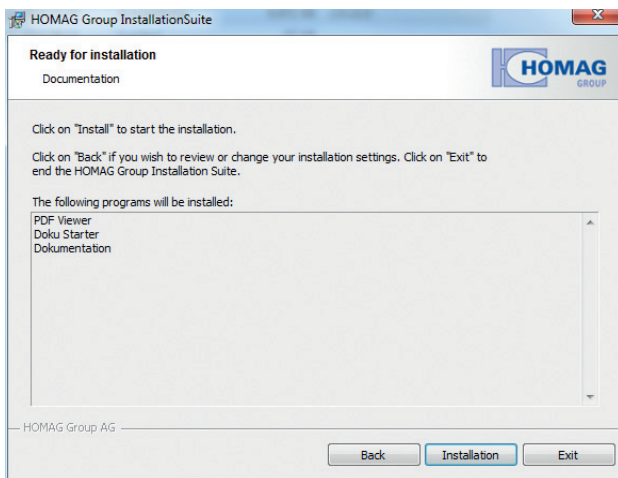 HOMAG Group InstallationSuite
Ready for installation
Documentation
HOMAG
GROUP
Click on "Install" to start the installation.
Click on "Back" if you wish to review or change your installation settings. Click on "Exit" to
end the HOMAG Group Installation Suite.
The following programs will be installed:
PDF Viewer
Doku Starter
Dokumentation
HOMAG Group AG
Back Installation Exit